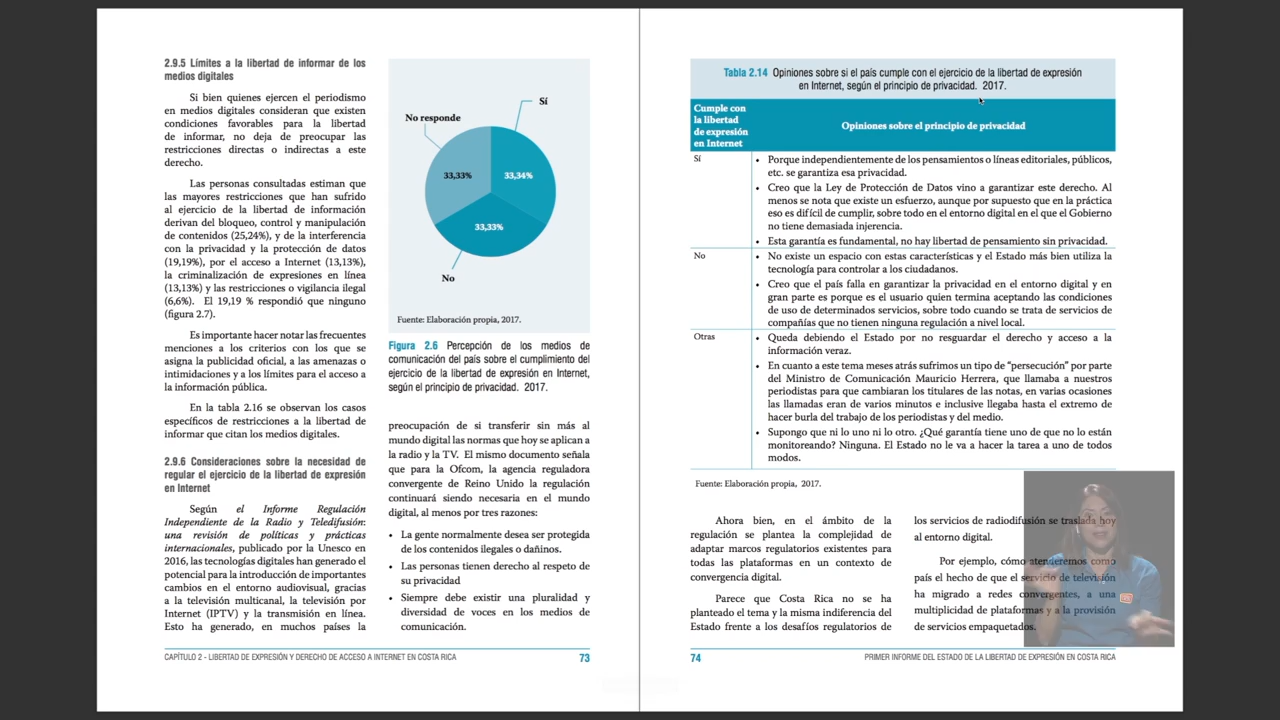 2.9.5 Límites a la libertad de informar de los
medios digitales
Si bien quienes ejercen el periodismo
en medios digitales consideran que existen
condiciones favorables para la libertad
de informar, no deja de preocupar las
restricciones directas o indirectas a este
derecho.
Las personas consultadas estiman que
las mayores restricciones que han sufrido
al ejercicio de la libertad de información
derivan del bloqueo, control y manipulación
de contenidos (25,24%), y de la interferencia
con la privacidad y la protección de datos
(19,19%), por el acceso a Internet (13,13%),
la criminalización de expresiones en línea
(13,13%) y las restricciones o vigilancia ilegal
(6,6%). El 19,19 % respondió que ninguno
(figura 2.7).
Es importante hacer notar las frecuentes
menciones a los criterios con los que se
asigna la publicidad oficial, a las amenazas o
intimidaciones y a los límites para el acceso a
la información pública.
En la tabla 2.16 se observan los casos
específicos de restricciones a la libertad de
informar que citan los medios digitales.
2.9.6 Consideraciones sobre la necesidad de
regular el ejercicio de la libertad de expresión
en Internet
Según el Informe Regulación
Independiente de la Radio y Teledifusión:
una revisión de políticas y prácticas
internacionales, publicado por la Unesco en
2016, las tecnologías digitales han generado el
potencial para la introducción de importantes
cambios en el entorno audiovisual, gracias
a la televisión multicanal, la televisión por
Internet (IPTV) y la transmisión en línea.
Esto ha generado, en muchos países la
Sí
No responde
33,33%
33,34%
33,33%
No
Fuente: Elaboración propia, 2017.
Figura 2.6 Percepción de los medios de
comunicación del país sobre el cumplimiento del
ejercicio de la libertad de expresión en Internet,
según el principio de privacidad. 2017.
preocupación de si transferir sin más al
mundo digital las normas que hoy se aplican a
la radio y la TV. El mismo documento señala
que para la Ofcom, la agencia reguladora
convergente de Reino Unido la regulación
continuará siendo necesaria en el mundo
digital, al menos por tres razones:
• La gente normalmente desea ser protegida
de los contenidos ilegales o dañinos.
• Las personas tienen derecho al respeto de
su privacidad
• Siempre debe existir una pluralidad y
diversidad de voces en los medios de
comunicación.
CAPÍTULO 2 - LIBERTAD DE EXPRESIÓN Y DERECHO DE ACCESO A INTERNET EN COSTA RICA
73
Tabla 2.14 Opiniones sobre si el país cumple con el ejercicio de la libertad de expresión
en Internet, según el principio de privacidad. 2017.
Cumple con
la libertad
de expresión
en Internet
Opiniones sobre el principio de privacidad
Sí
• Porque independientemente de los pensamientos o líneas editoriales, públicos,
etc. se garantiza esa privacidad.
• Creo que la Ley de Protección de Datos vino a garantizar este derecho. Al
menos se nota que existe un esfuerzo, aunque por supuesto que en la práctica
eso es difícil de cumplir, sobre todo en el entorno digital en el que el Gobierno
no tiene demasiada injerencia.
• Esta garantía es fundamental, no hay libertad de pensamiento sin privacidad.
No
• No existe un espacio con estas características y el Estado más bien utiliza la
tecnología para controlar a los ciudadanos.
• Creo que el país falla en garantizar la privacidad en el entorno digital y en
gran parte es porque es el usuario quien termina aceptando las condiciones
de uso de determinados servicios, sobre todo cuando se trata de servicios de
compañías que no tienen ninguna regulación a nivel local.
Otras
• Queda debiendo el Estado por no resguardar el derecho y acceso a la
información veraz.
• En cuanto a este tema meses atrás sufrimos un tipo de “persecución” por parte
del Ministro de Comunicación Mauricio Herrera, que llamaba a nuestros
periodistas para que cambiaran los titulares de las notas, en varias ocasiones
las llamadas eran de varios minutos e inclusive llegaba hasta el extremo de
hacer burla del trabajo de los periodistas y del medio.
• Supongo que ni lo uno ni lo otro. ¿Qué garantía tiene uno de que no lo están
monitoreando? Ninguna. El Estado no le va a hacer la tarea a uno de todos
modos.
Fuente: Elaboración propia, 2017.
Ahora bien, en el ámbito de la
regulación se plantea la complejidad de
adaptar marcos regulatorios existentes para
todas las plataformas en un contexto de
convergencia digital.
Parece que Costa Rica no se ha
planteado el tema y la misma indiferencia del
Estado frente a los desafíos regulatorios de
los servicios de radiodifusión se traslada hoy
al entorno digital.
Por ejemplo, cómo atenderemos como
país el hecho de que el servicio de televisión
ha migrado a redes convergentes, a una
multiplicidad de plataformas y a la provisión
de servicios empaquetados.
74
PRIMER INFORME DEL ESTADO DE LA LIBERTAD DE EXPRESIÓN EN COSTA RICA